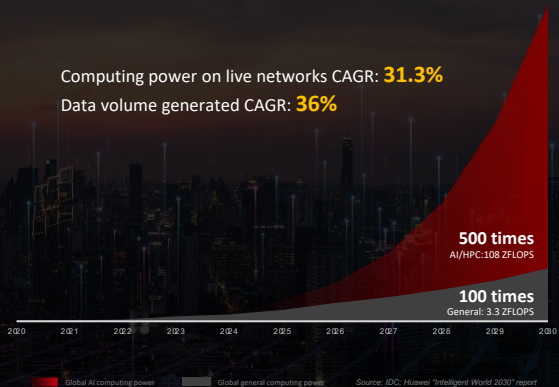 Computing power on live networks CAGR: 31.3%
Data volume generated CAGR: 36%
500 times
AI/HPC:108 ZFLOPS
100 times
General: 3.3 ZFLOPS
2020 2021 2022 2023 2024 2025 2026 2027 2028 2029 2030
Global AI computing power Global general computing power Source: IDC; Huawei "Intelligent World 2030" report